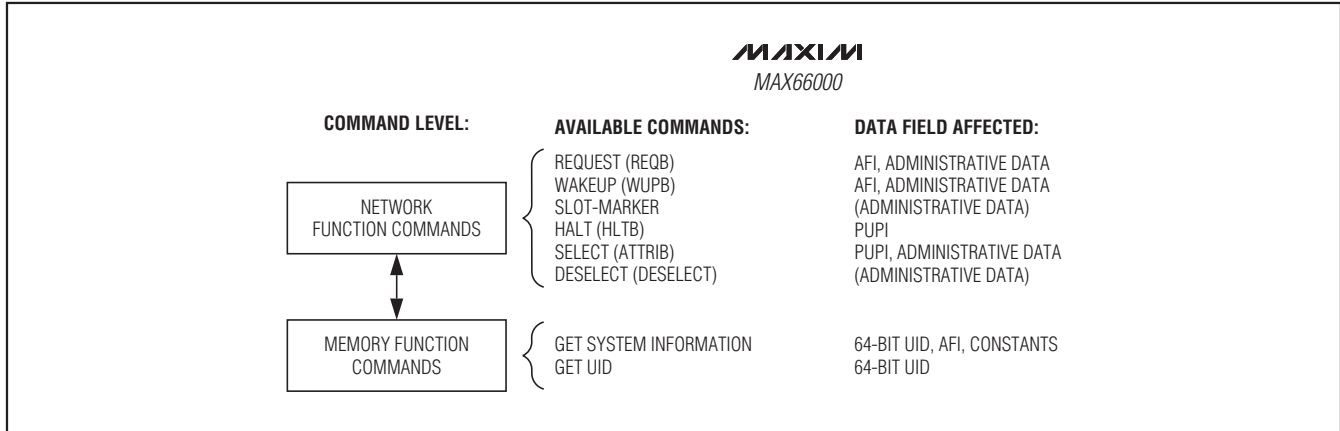 MAXIM
MAX66000
COMMAND LEVEL: AVAILABLE COMMANDS: DATA FIELD AFFECTED:
NETWORK
FUNCTION COMMANDS
REQUEST (REQB) AFI, ADMINISTRATIVE DATA
WAKEUP (WUPB) AFI, ADMINISTRATIVE DATA
SLOT-MARKER (ADMINISTRATIVE DATA)
HALT (HLTB) PUPI
SELECT (ATTRIB) PUPI, ADMINISTRATIVE DATA
DESELECT (DESELECT) (ADMINISTRATIVE DATA)
MEMORY FUNCTION
COMMANDS
GET SYSTEM INFORMATION 64-BIT UID, AFI, CONSTANTS
GET UID 64-BIT UID